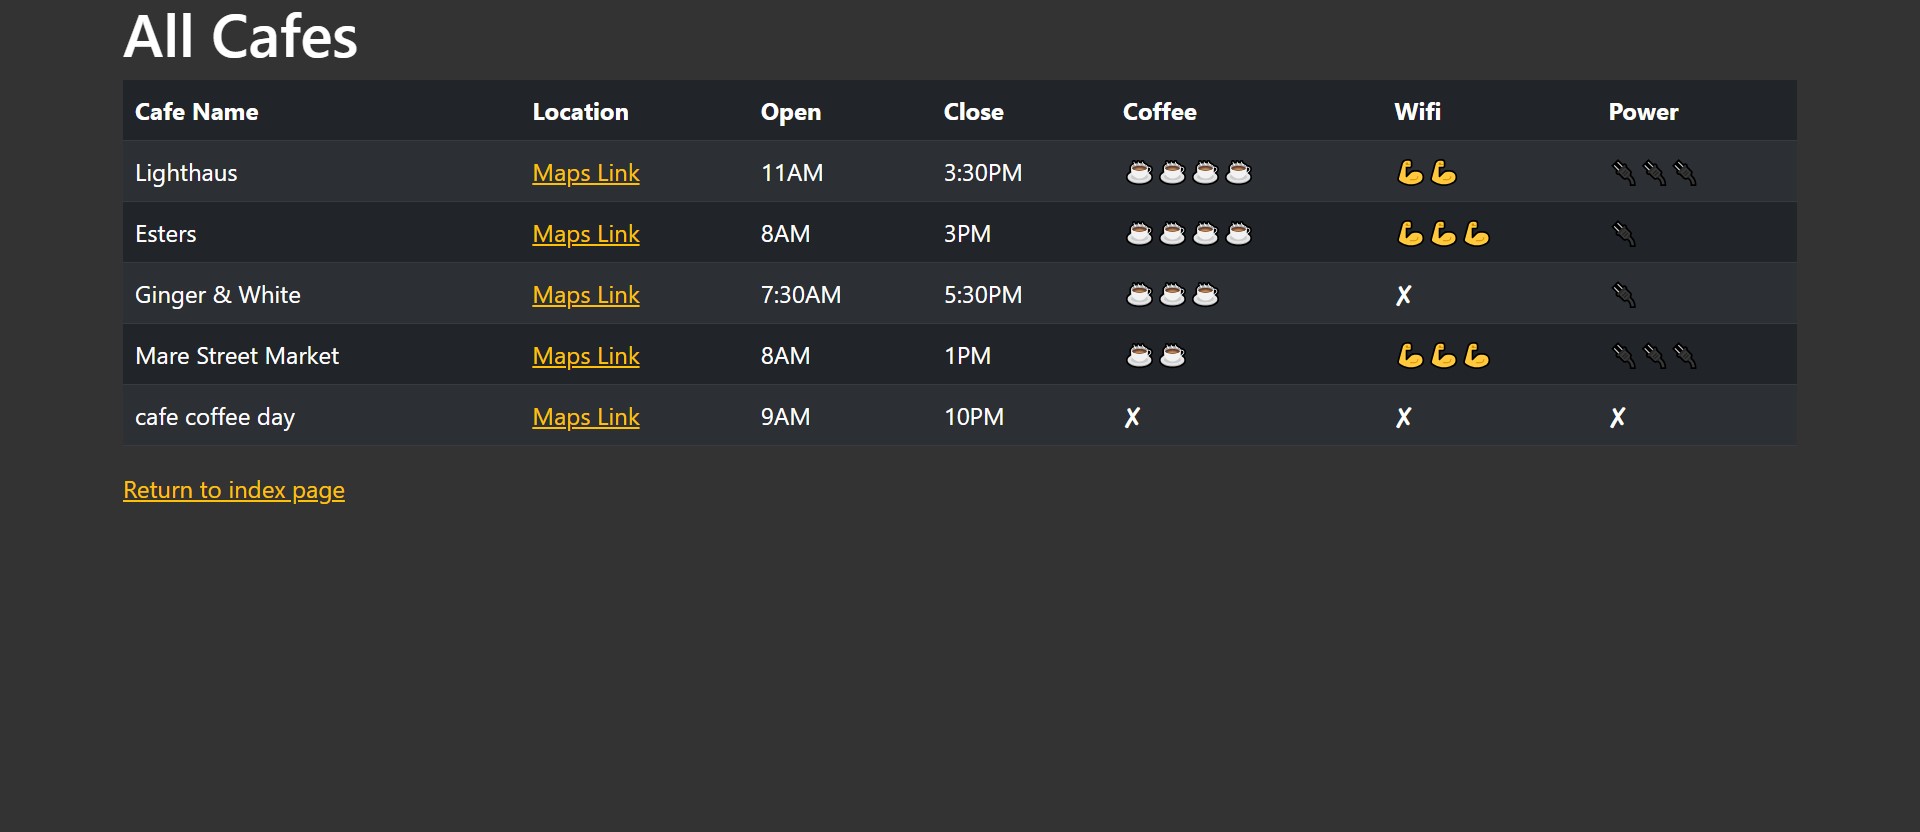 All Cafes
Cafe Name Location Open Close Coffee Wifi Power
Lighthaus Maps Link 11AM 3:30PM ☕☕☕☕ 💪💪 🔌🔌🔌
Esters Maps Link 8AM 3PM ☕☕☕☕ 💪💪💪 🔌
Ginger & White Maps Link 7:30AM 5:30PM ☕☕☕ ✘ 🔌
Mare Street Market Maps Link 8AM 1PM ☕☕ 💪💪💪 🔌🔌🔌
cafe coffee day Maps Link 9AM 10PM ✘ ✘ ✘
Return to index page